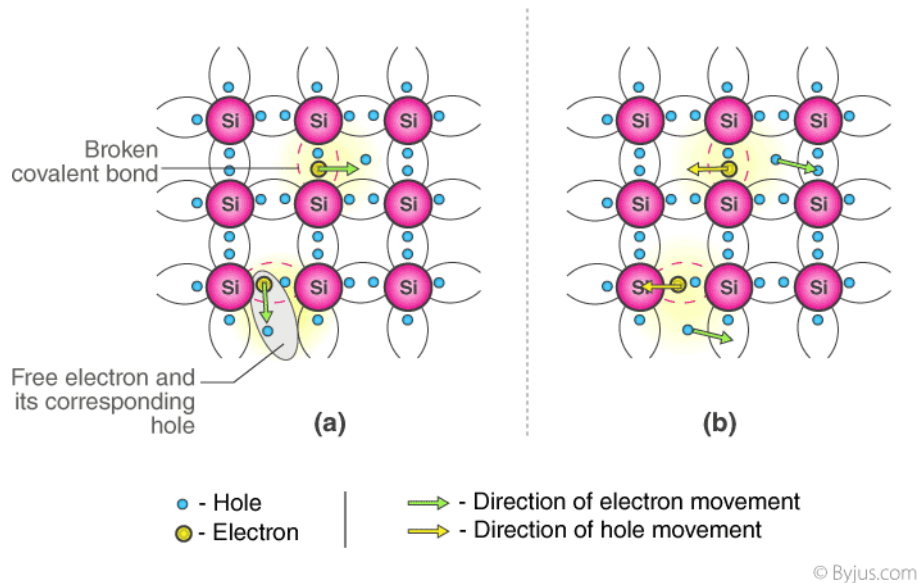 Si Si Si Si Si Si
Broken
covalent bond
Si Si Si Si Si Si
Si Si Si S Si Si
Free electron and
its corresponding
hole
(a) (b)
- Hole - Direction of electron movement
- Electron - Direction of hole movement
© Byjus.com